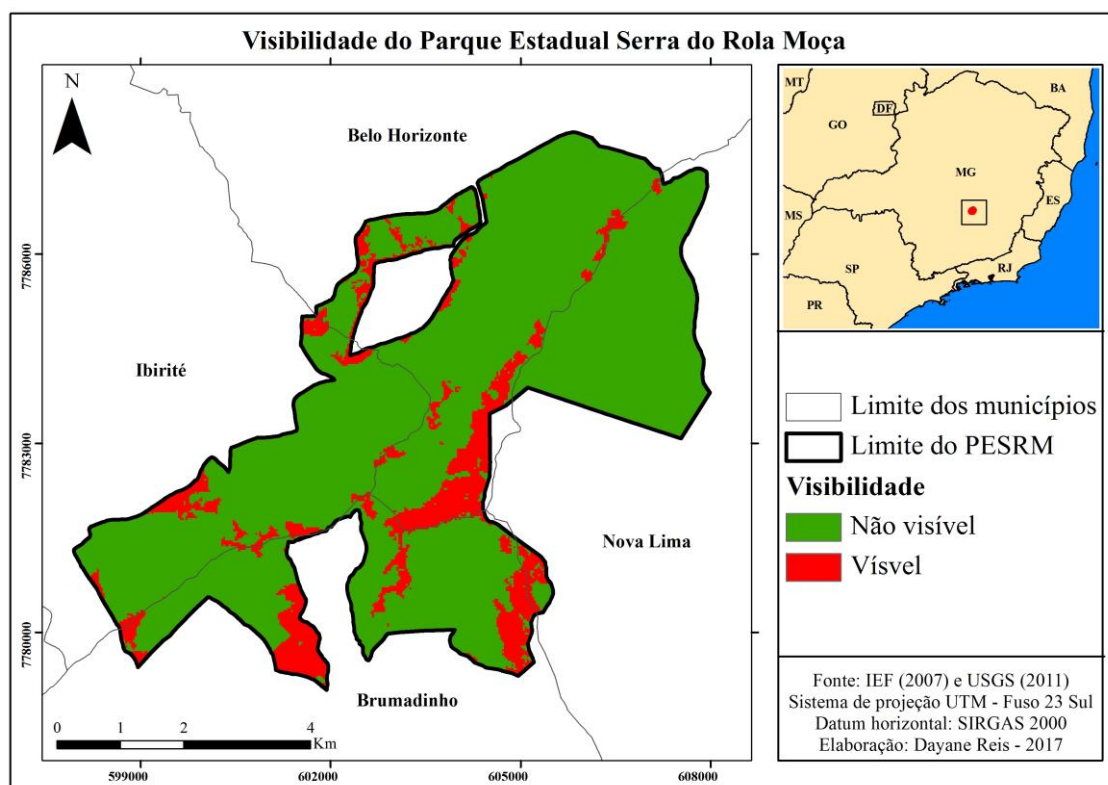 Visibilidade do Parque Estadual Serra do Rola Moça
N
Belo Horizonte
Ibirité
Nova Lima
Brumadinho
0 1 2 4
Km
7786000
7783000
7780000
599000 602000 605000 608000
MT
BA
DF
GO
MG
ES
MS
SP
RJ
PR
Limite dos municípios
Limite do PESRM
Visibilidade
Não visível
Vísvel
Fonte: IEF (2007) e USGS (2011)
Sistema de projeção UTM - Fuso 23 Sul
Datum horizontal: SIRGAS 2000
Elaboração: Dayane Reis - 2017